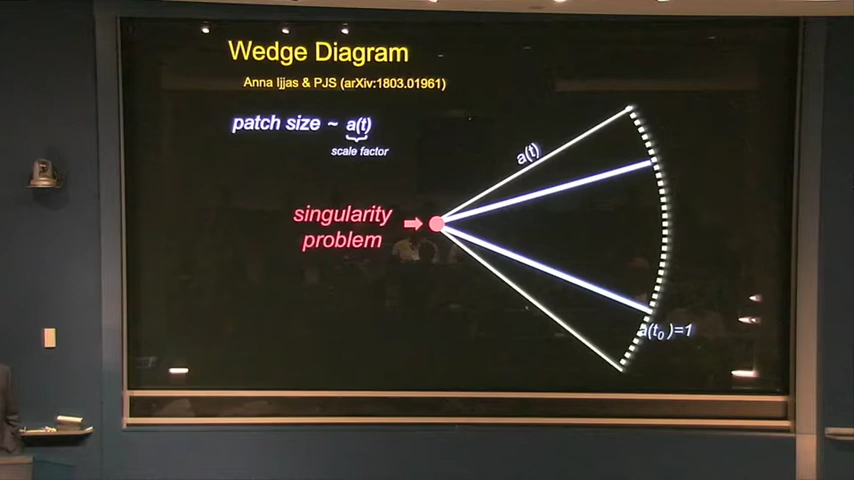 Wedge Diagram
Anna Ijjas & PJS (arXiv:1803.01961)
patch size ~ a(t)
scale factor
a(t)
singularity
problem
a(t₀)=1